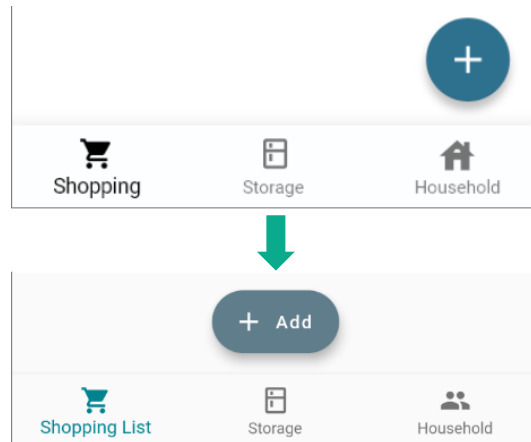 Shopping
Storage
Household
+ Add
Shopping List
Storage
Household